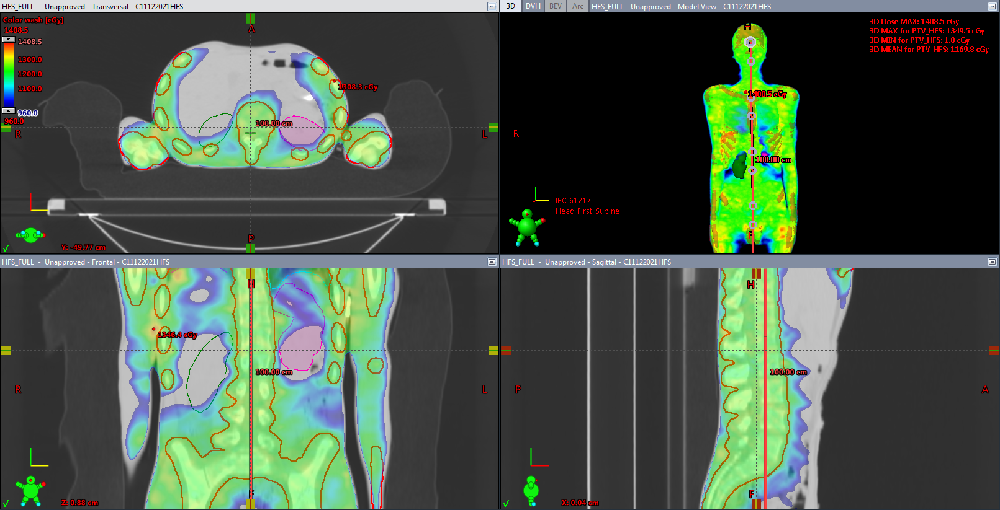 HFS_FULL - Unapproved - Transversal - C11122021HFS
Color wash [cGy]
1408.5
1408.5
1300.0
1200.0
1100.0
1000.0
960.0
960.0
A
1308.3 cGy
100.00 cm
R
L
P
Y: -49.77 cm
3D
DVH
BEV
Arc
HFS_FULL - Unapproved - Model View - C11122021HFS
3D Dose MAX: 1408.5 cGy
3D MAX for PTV_HFS: 1349.5 cGy
3D MIN for PTV_HFS: 1.0 cGy
3D MEAN for PTV_HFS: 1169.8 cGy
H
1408.5 cGy
R
L
100.00 cm
IEC 61217
Head First-Supine
F
HFS_FULL - Unapproved - Frontal - C11122021HFS
H
1346.4 cGy
100.00 cm
R
L
F
Z: 0.88 cm
HFS_FULL - Unapproved - Sagittal - C11122021HFS
H
100.00 cm
P
A
F
X: 0.04 cm